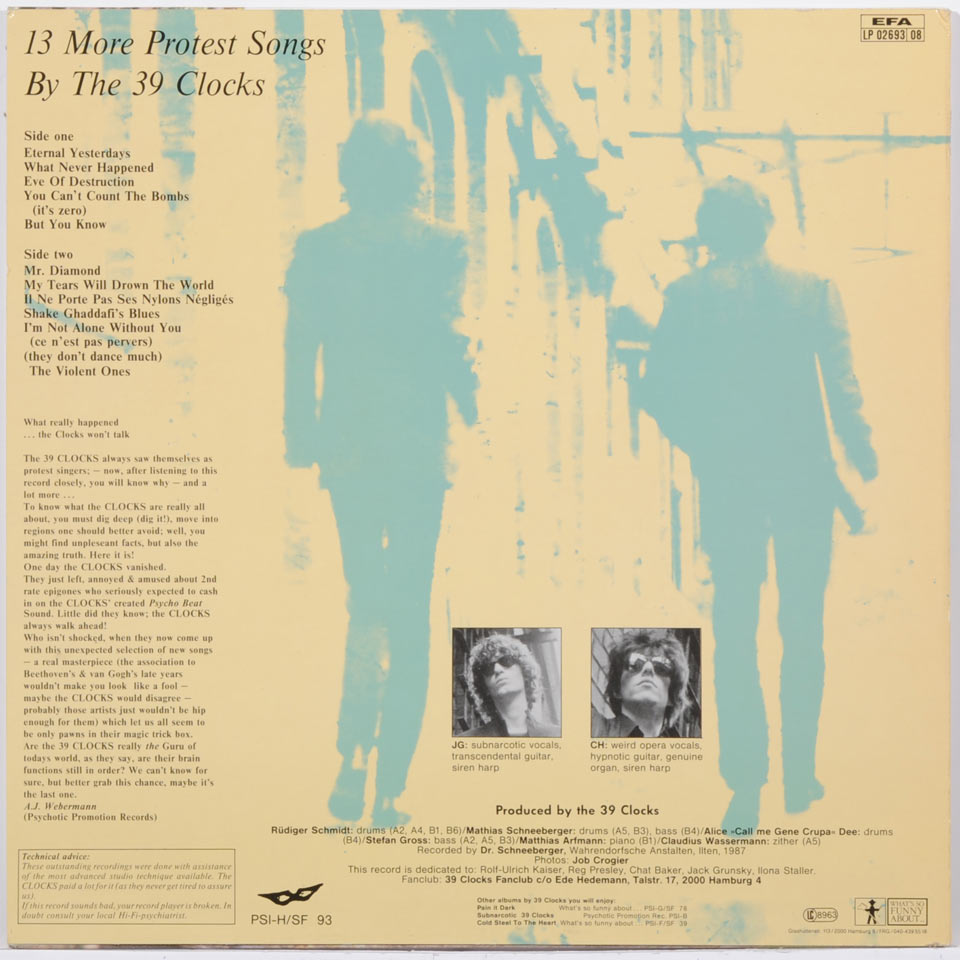 13 More Protest Songs
By The 39 Clocks
EFA
LP 02693 08
Side one
Eternal Yesterdays
What Never Happened
Eve Of Destruction
You Can't Count The Bombs
(it's zero)
But You Know
Side two
Mr. Diamond
My Tears Will Drown The World
Il Ne Porte Pas Ses Nylons Négligés
Shake Ghaddafi's Blues
I'm Not Alone Without You
(ce n'est pas pervers)
(they don't dance much)
The Violent Ones
What really happened
... the Clocks won't talk
The 39 CLOCKS always saw themselves as
protest singers; – now, after listening to this
record closely, you will know why – and a
lot more ...
To know what the CLOCKS are really all
about, you must dig deep (dig it!), move into
regions one should better avoid; well, you
might find unplescant facts, but also the
amazing truth. Here it is!
One day the CLOCKS vanished.
They just left, annoyed & amused about 2nd
rate epigones who seriously expected to cash
in on the CLOCKS' created Psycho Beat
Sound. Little did they know; the CLOCKS
always walk ahead!
Who isn't shocked, when they now come up
with this unexpected selection of new songs
– a real masterpiece (the association to
Beethoven's & van Gogh's late years
wouldn't make you look like a fool –
maybe the CLOCKS would disagree –
probably those artists just wouldn't be hip
enough for them) which let us all seem to
be only pawns in their magic trick box.
Are the 39 CLOCKS really the Guru of
todays world, as they say, are their brain
functions still in order? We can't know for
sure, but better grab this chance, maybe it's
the last one.
A.J. Webermann
(Psychotic Promotion Records)
Technical advice:
These outstanding recordings were done with assistance
of the most advanced studio technique available. The
CLOCKS paid a lot for it (as they never get tired to assure
us).
If this record sounds bad, your record player is broken. In
doubt consult your local Hi-Fi-psychiatrist.
JG: subnarcotic vocals,
transcendental guitar,
siren harp
CH: weird opera vocals,
hypnotic guitar, genuine
organ, siren harp
Produced by the 39 Clocks
Rüdiger Schmidt: drums (A2, A4, B1, B6)/Mathias Schneeberger: drums (A5, B3), bass (B4)/Alice »Call me Gene Crupa« Dee: drums
(B4)/Stefan Gross: bass (A2, A5, B3)/Matthias Arfmann: piano (B1)/Claudius Wassermann: zither (A5)
Recorded by Dr. Schneeberger, Wahrendorfsche Anstalten, Ilten, 1987
Photos: Job Crogier
This record is dedicated to: Rolf-Ulrich Kaiser, Reg Presley, Chat Baker, Jack Grunsky, Ilona Staller.
Fanclub: 39 Clocks Fanclub c/o Ede Hedemann, Talstr. 17, 2000 Hamburg 4
PSI-H/SF 93
Other albums by 39 Clocks you will enjoy:
Pain it Dark What's so funny about ... PSI-G/SF 78
Subnarcotic 39 Clocks Psychotic Promotion Rec. PSI-B
Cold Steel To The Heart What's so funny about ... PSI-F/SF 39
LC 8963
WHAT'S SO
FUNNY
ABOUT...